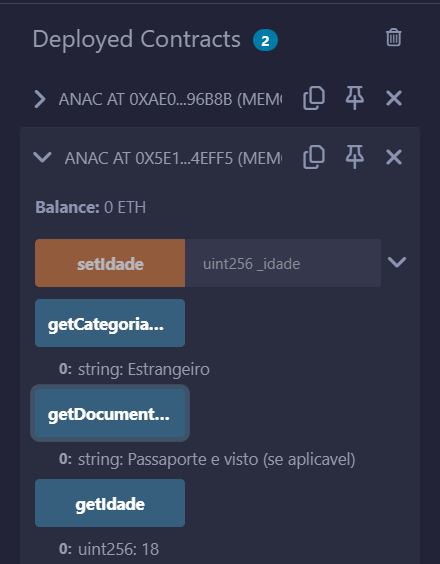 Deployed Contracts 2
ANAC AT 0XAE0...96B8B (MEM
ANAC AT 0X5E1...4EFF5 (MEM
Balance: 0 ETH
setIdade uint256 _idade
getCategoria...
0: string: Estrangeiro
getDocument...
0: string: Passaporte e visto (se aplicavel)
getIdade
0: uint256: 18